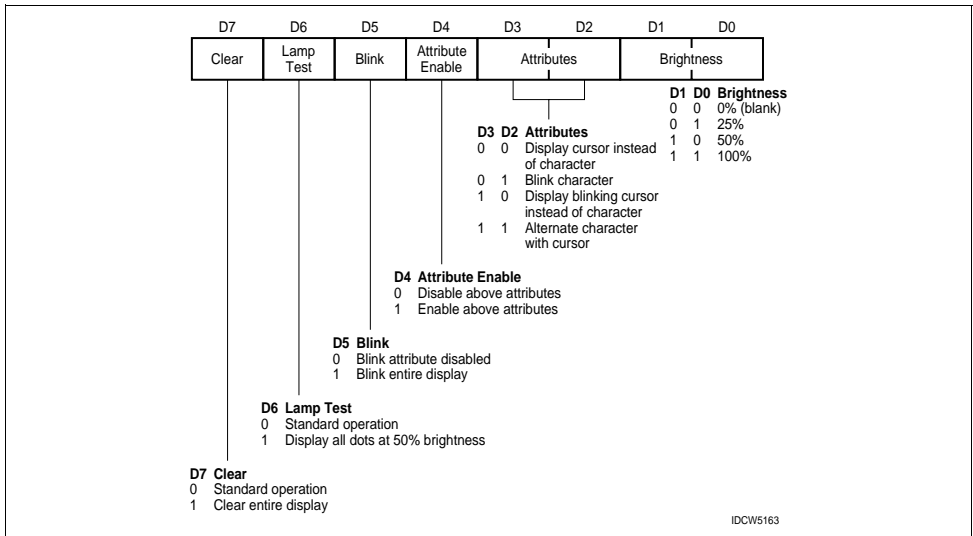 D7 D6 D5 D4 D3 D2 D1 D0
Clear Lamp Test Blink Attribute Enable Attributes Brightness
D1 D0 Brightness
0 0 0% (blank)
0 1 25%
1 0 50%
1 1 100%
D3 D2 Attributes
0 0 Display cursor instead
of character
0 1 Blink character
1 0 Display blinking cursor
instead of character
1 1 Alternate character
with cursor
D4 Attribute Enable
0 Disable above attributes
1 Enable above attributes
D5 Blink
0 Blink attribute disabled
1 Blink entire display
D6 Lamp Test
0 Standard operation
1 Display all dots at 50% brightness
D7 Clear
0 Standard operation
1 Clear entire display
IDCW5163